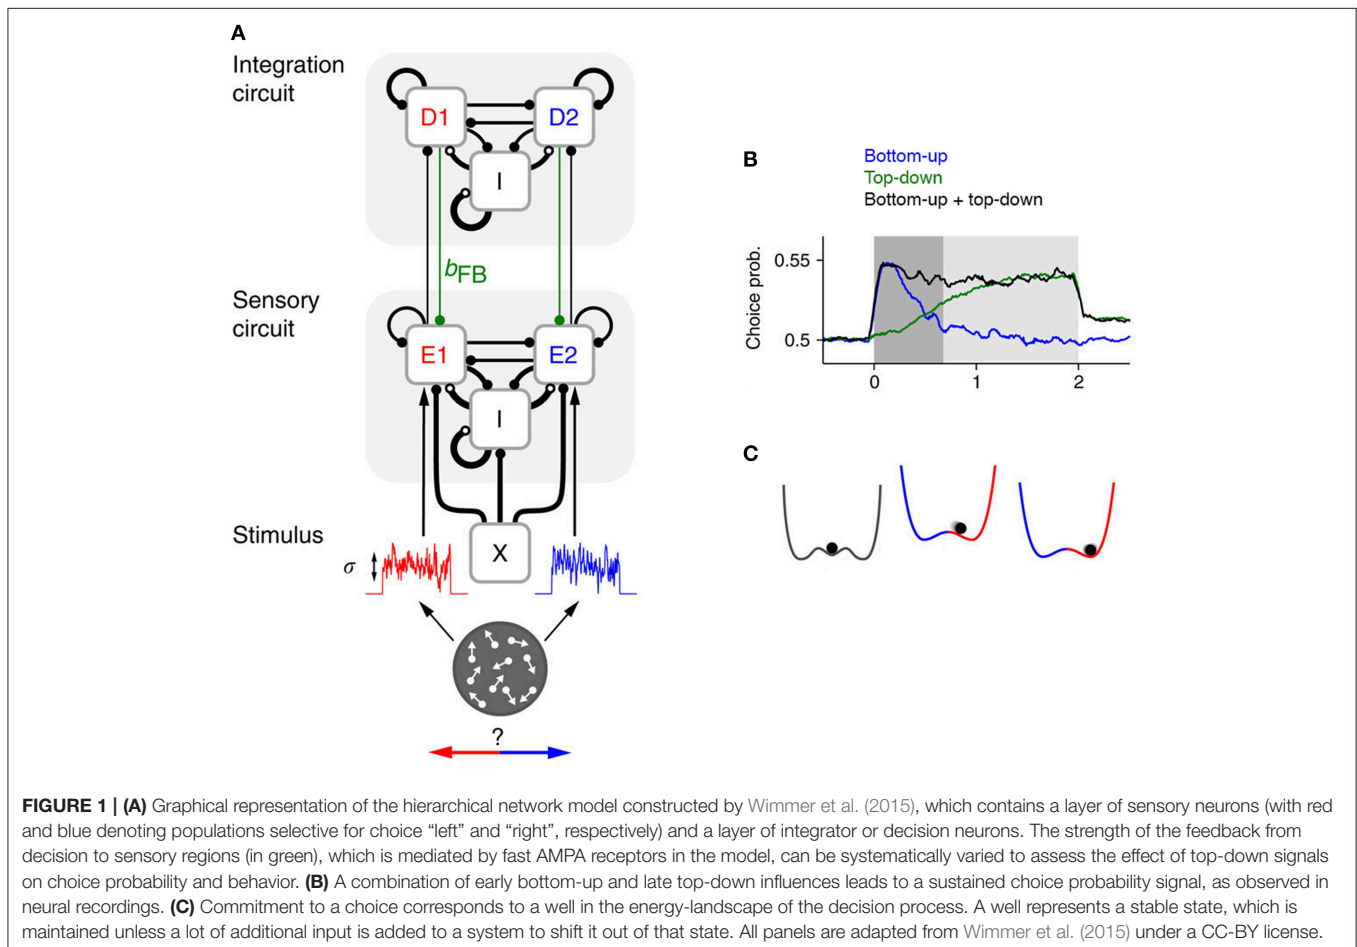 A
Integration
circuit
D1
D2
I
bFB
Sensory
circuit
E1
E2
I
Stimulus
X
σ
?
B
Bottom-up
Top-down
Bottom-up + top-down
Choice prob.
0.55
0.5
0
1
2
C
FIGURE 1 | (A) Graphical representation of the hierarchical network model constructed by Wimmer et al. (2015), which contains a layer of sensory neurons (with red
and blue denoting populations selective for choice “left” and “right”, respectively) and a layer of integrator or decision neurons. The strength of the feedback from
decision to sensory regions (in green), which is mediated by fast AMPA receptors in the model, can be systematically varied to assess the effect of top-down signals
on choice probability and behavior. (B) A combination of early bottom-up and late top-down influences leads to a sustained choice probability signal, as observed in
neural recordings. (C) Commitment to a choice corresponds to a well in the energy-landscape of the decision process. A well represents a stable state, which is
maintained unless a lot of additional input is added to a system to shift it out of that state. All panels are adapted from Wimmer et al. (2015) under a CC-BY license.